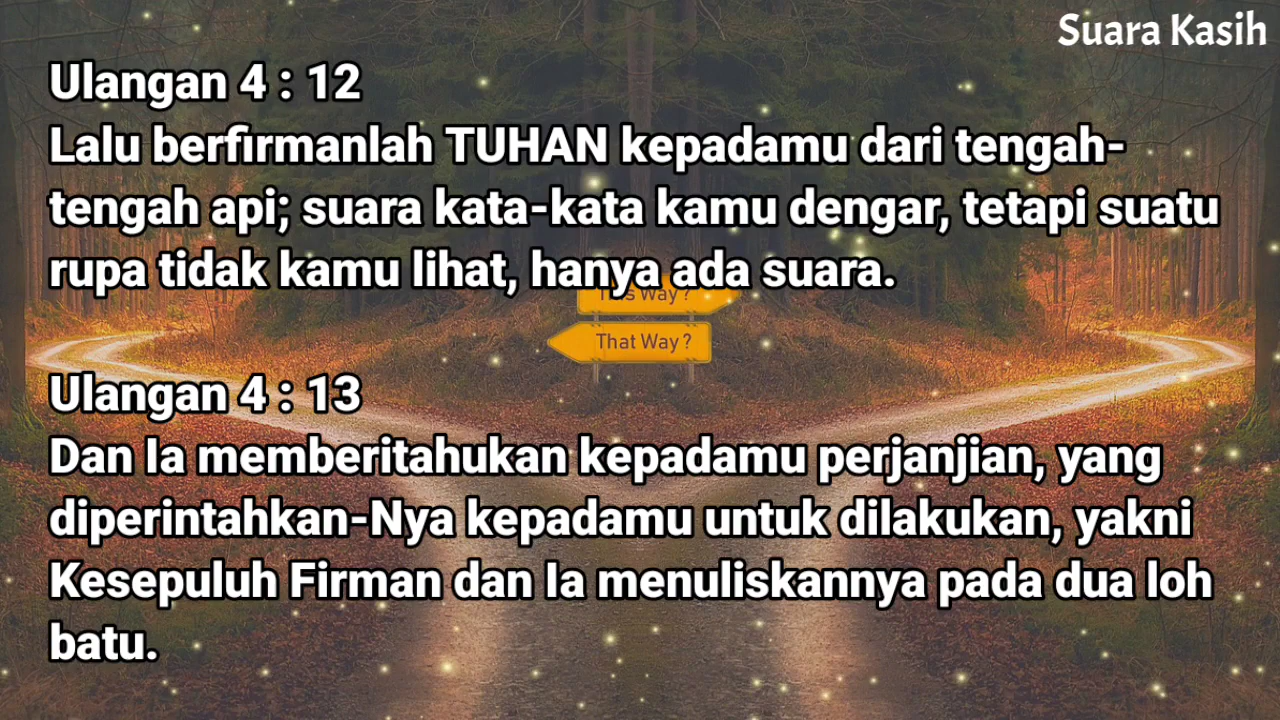 Suara Kasih
Ulangan 4 : 12
Lalu berfirmanlah TUHAN kepadamu dari tengah-
tengah api; suara kata-kata kamu dengar, tetapi suatu
rupa tidak kamu lihat, hanya ada suara.
This Way ?
That Way ?
Ulangan 4 : 13
Dan Ia memberitahukan kepadamu perjanjian, yang
diperintahkan-Nya kepadamu untuk dilakukan, yakni
Kesepuluh Firman dan Ia menuliskannya pada dua loh
batu.